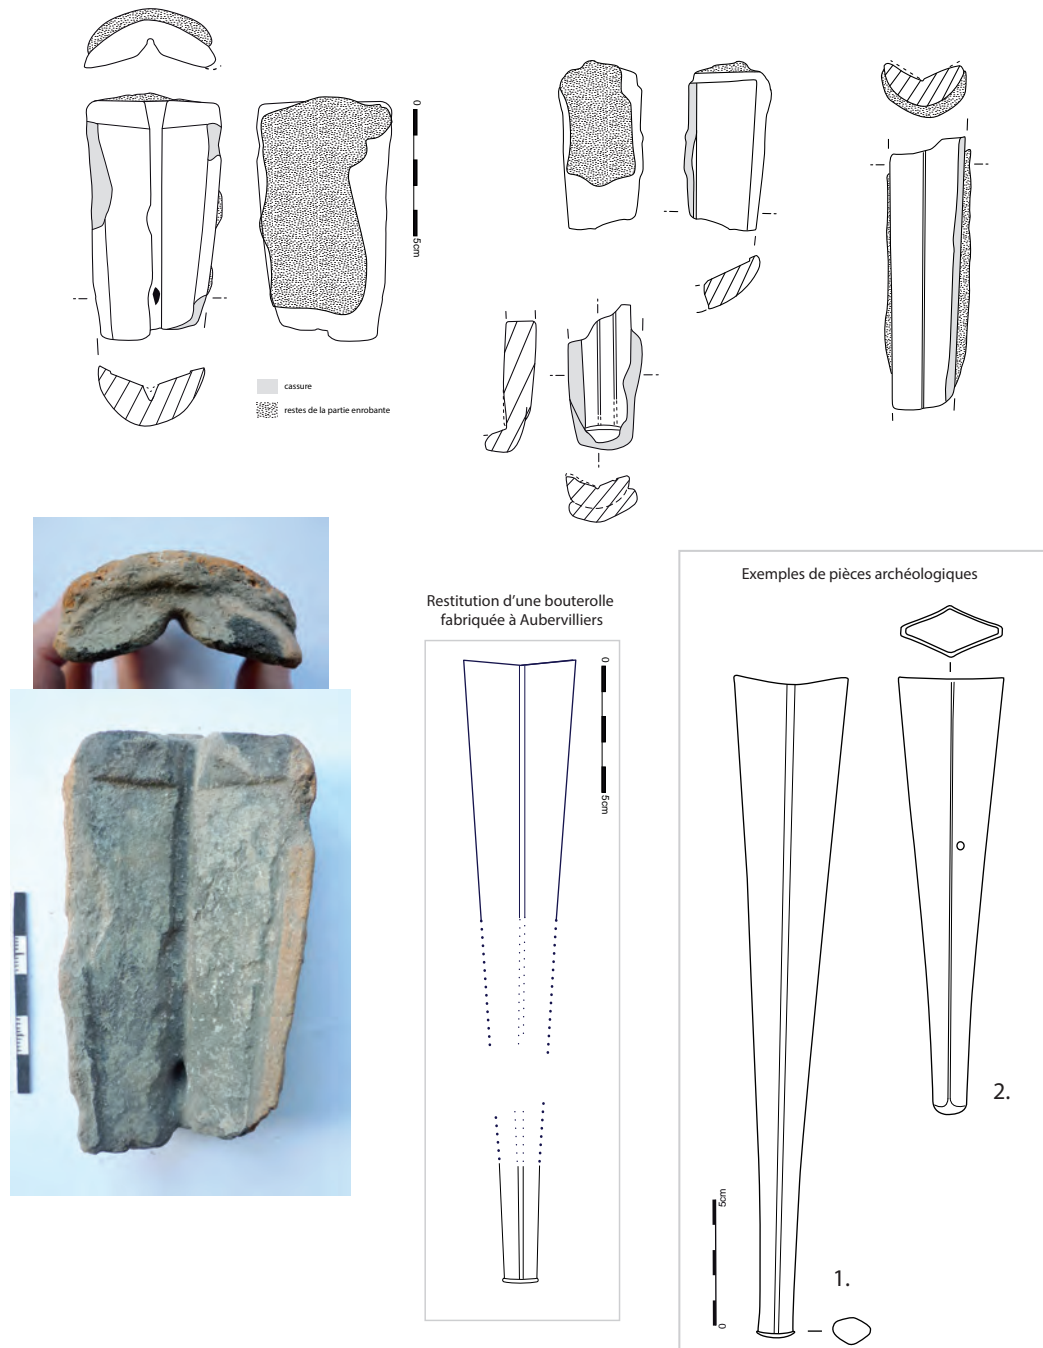 0
5cm
cassure
restes de la partie enrobante
Restitution d'une bouterolle
fabriquée à Aubervilliers
0
5cm
Exemples de pièces archéologiques
2.
1.
5cm
0